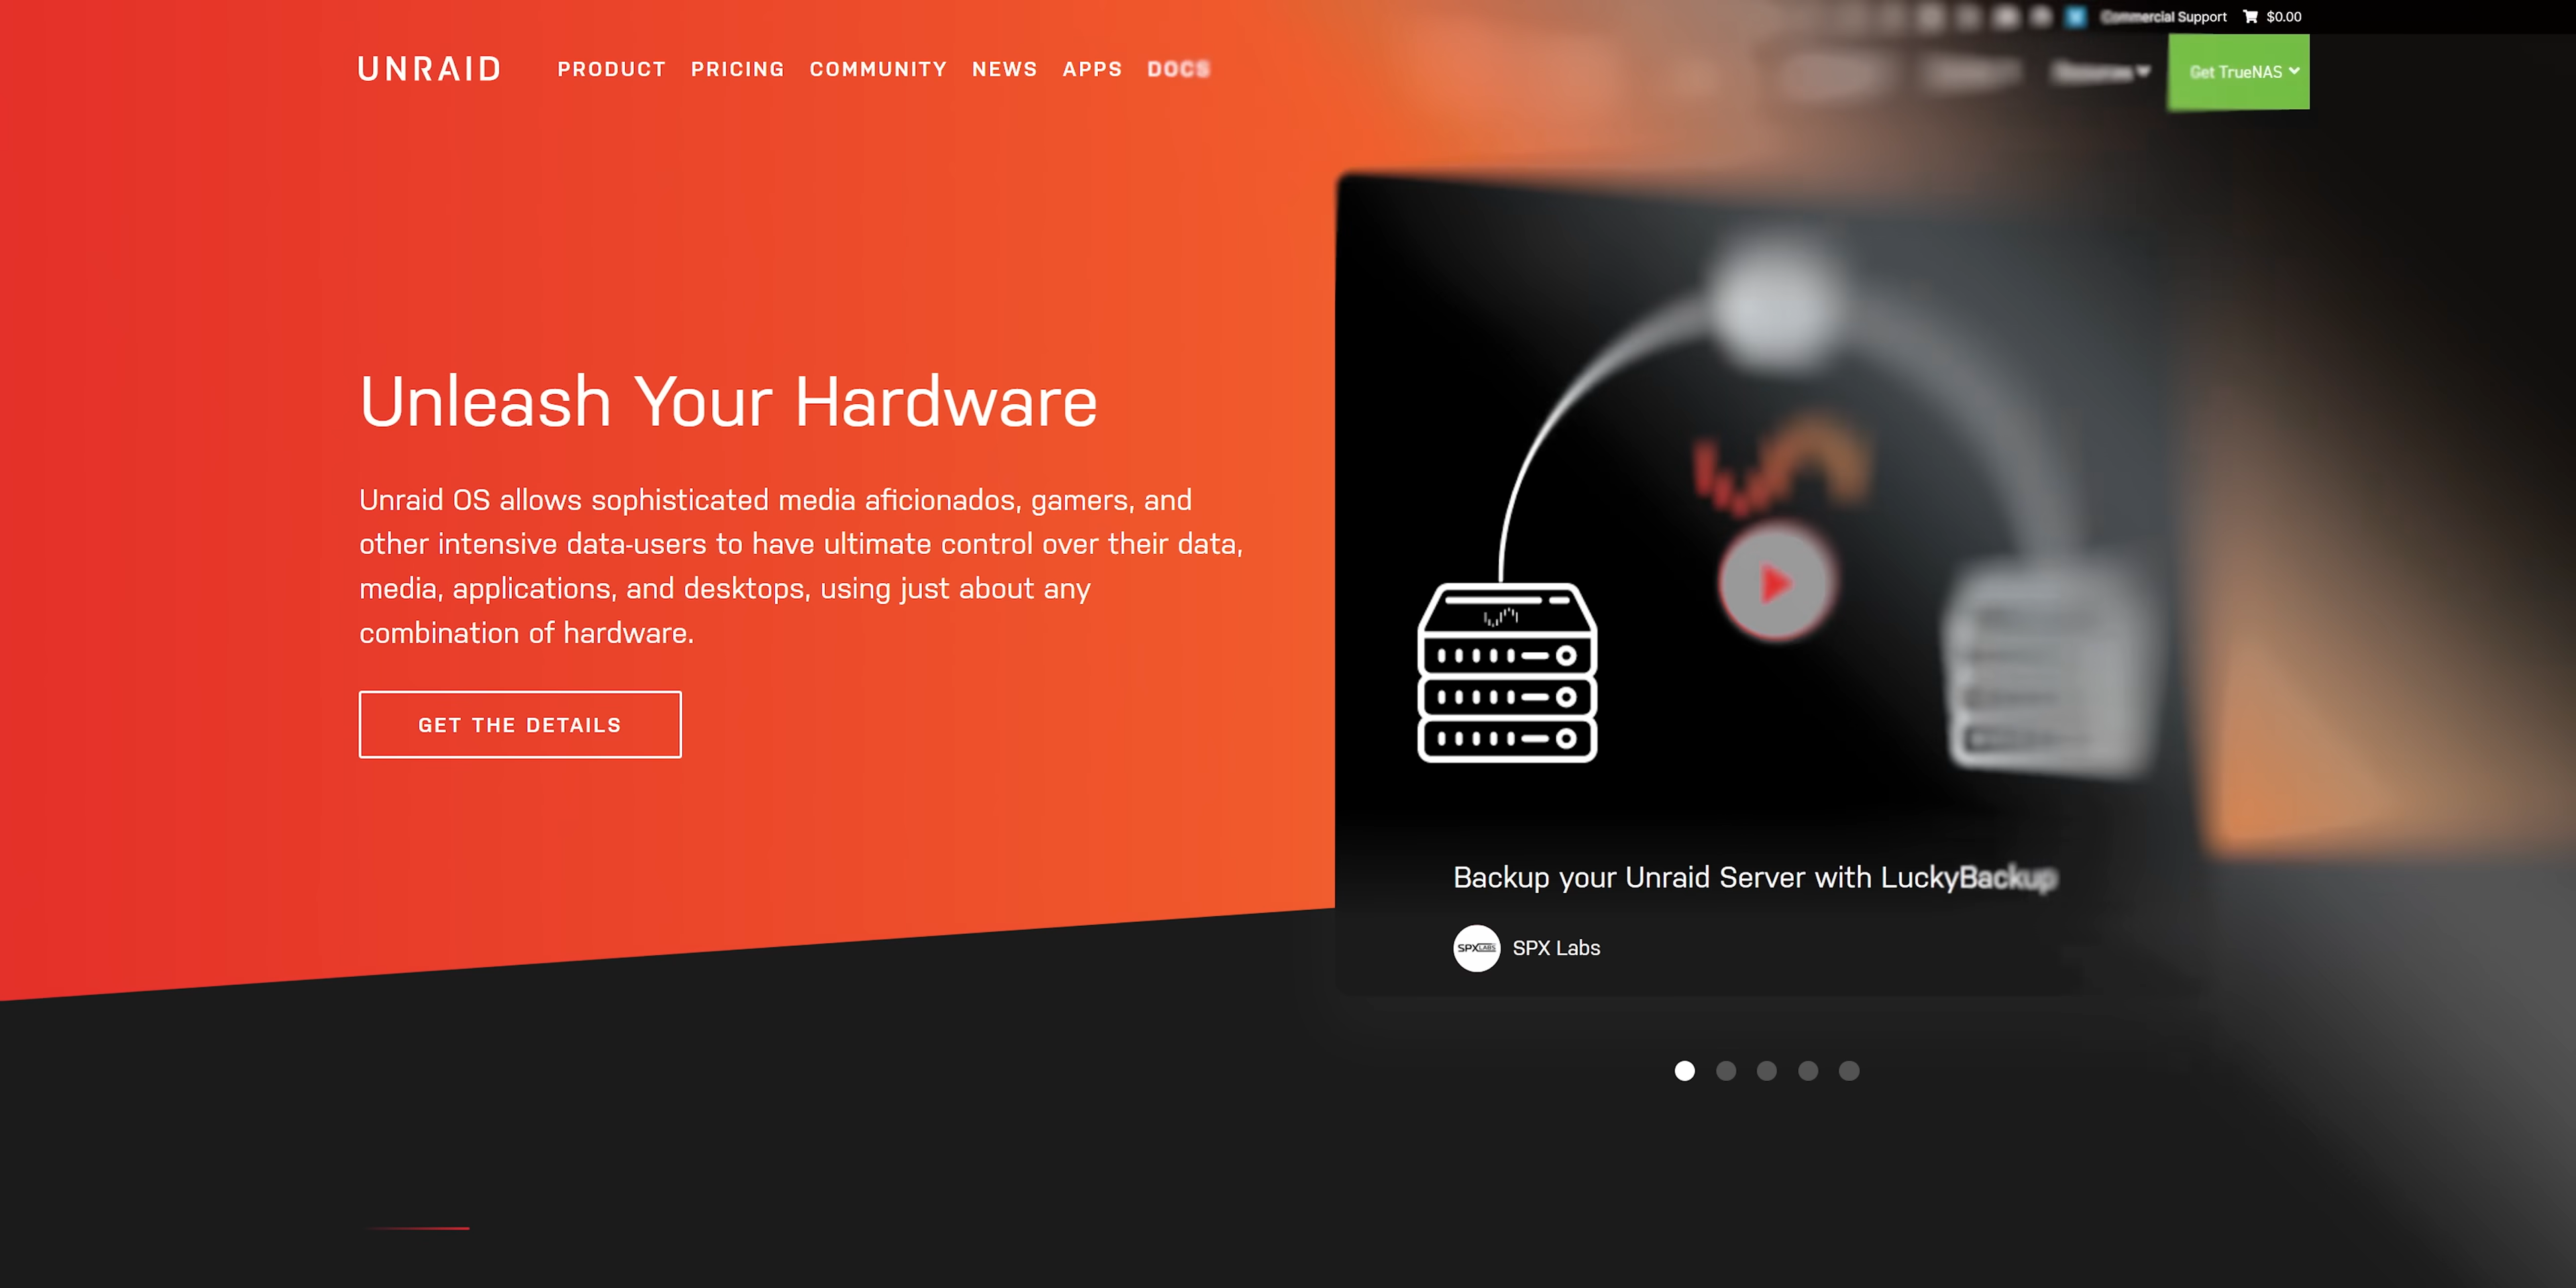 Commercial Support $0.00
UNRAID PRODUCT PRICING COMMUNITY NEWS APPS DOCS
Get TrueNAS
Unleash Your Hardware
Unraid OS allows sophisticated media aficionados, gamers, and
other intensive data-users to have ultimate control over their data,
media, applications, and desktops, using just about any
combination of hardware.
GET THE DETAILS
Backup your Unraid Server with LuckyBackup
SPX LABS
SPX Labs